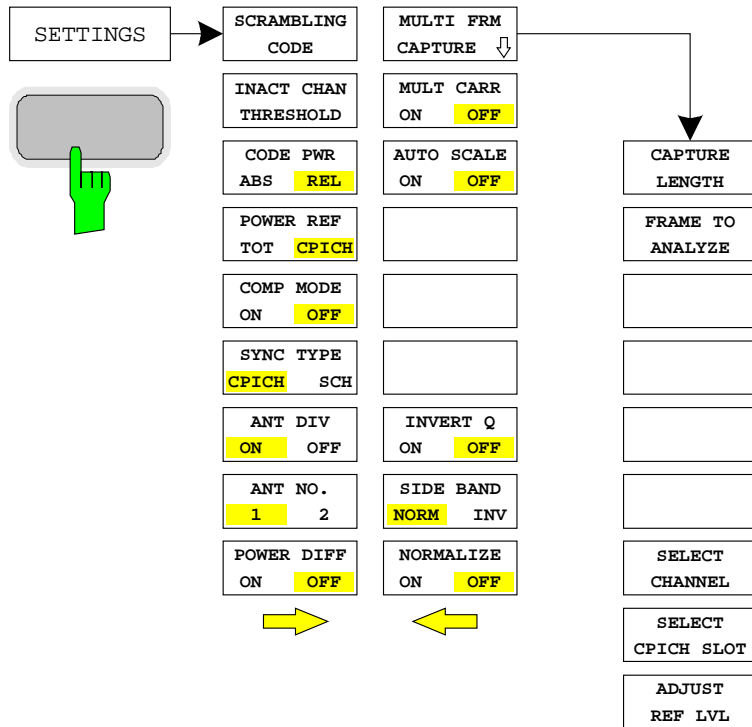 SETTINGS
SCRAMBLING
CODE
INACT CHAN
THRESHOLD
CODE PWR
ABS REL
POWER REF
TOT CPICH
COMP MODE
ON OFF
SYNC TYPE
CPICH SCH
ANT DIV
ON OFF
ANT NO.
1 2
POWER DIFF
ON OFF
MULTI FRM
CAPTURE
MULT CARR
ON OFF
AUTO SCALE
ON OFF
INVERT Q
ON OFF
SIDE BAND
NORM INV
NORMALIZE
ON OFF
CAPTURE
LENGTH
FRAME TO
ANALYZE
SELECT
CHANNEL
SELECT
CPICH SLOT
ADJUST
REF LVL